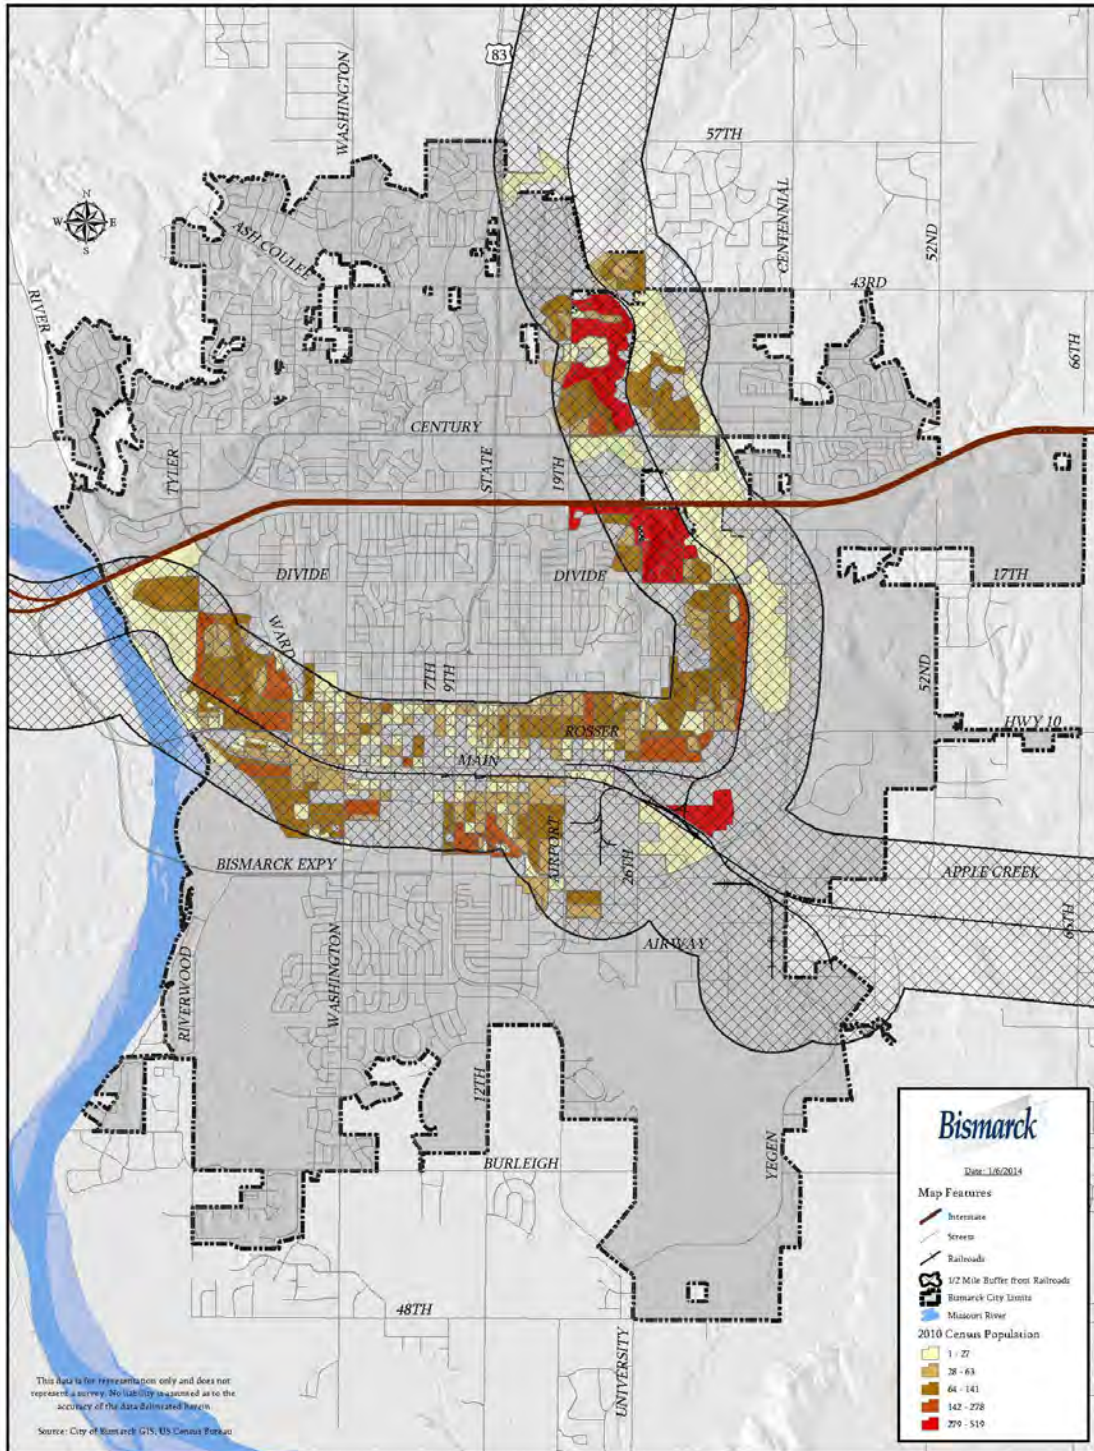 83
WASHINGTON
57TH
N
W E
S
ASH COULEE
CENTENNIAL
52ND
43RD
RIVER
66TH
CENTURY
TYLER
STATE
19TH
DIVIDE
DIVIDE
17TH
WARD
7TH
9TH
52ND
HWY 10
ROSSER
MAIN
AIRPORT
26TH
BISMARCK EXPY
APPLE CREEK
66TH
AIRWAY
RIVERWOOD
WASHINGTON
12TH
BURLEIGH
YEGEN
48TH
UNIVERSITY
Bismarck
Date: 1/6/2014
Map Features
Interstate
Streets
Railroads
1/2 Mile Buffer from Railroads
Bismarck City Limits
Missouri River
2010 Census Population
1 - 27
28 - 63
64 - 141
142 - 278
279 - 519
This data is for representation only and does not
represent a survey. No liability is assumed as to the
accuracy of the data delineated herein.
Source: City of Bismarck GIS, US Census Bureau